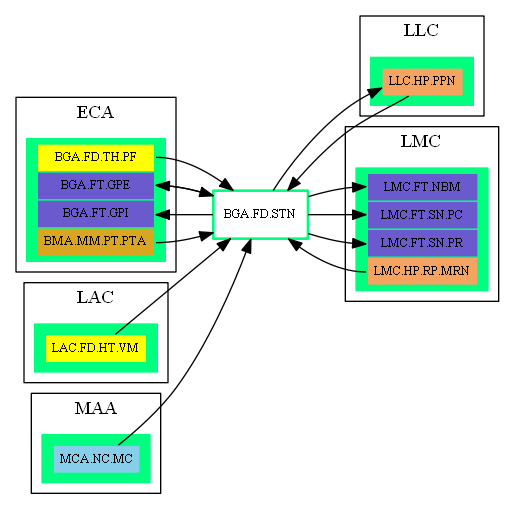 LLC
LLC.HP.PPN
ECA
BGA.FD.TH.PF
BGA.FT.GPE
BGA.FT.GPI
BMA.MM.PT.PTA
BGA.FD.STN
LMC
LMC.FT.NBM
LMC.FT.SN.PC
LMC.FT.SN.PR
LMC.HP.RP.MRN
LAC
LAC.FD.HT.VM
MAA
MCA.NC.MC